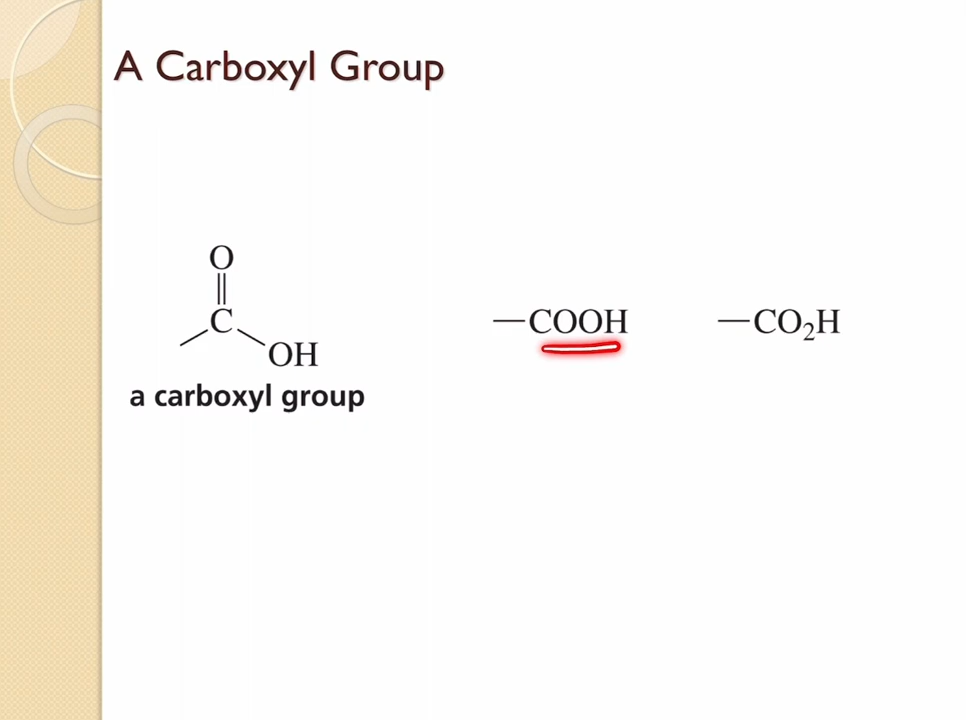 A Carboxyl Group
O
C
OH
—COOH
—CO₂H
a carboxyl group